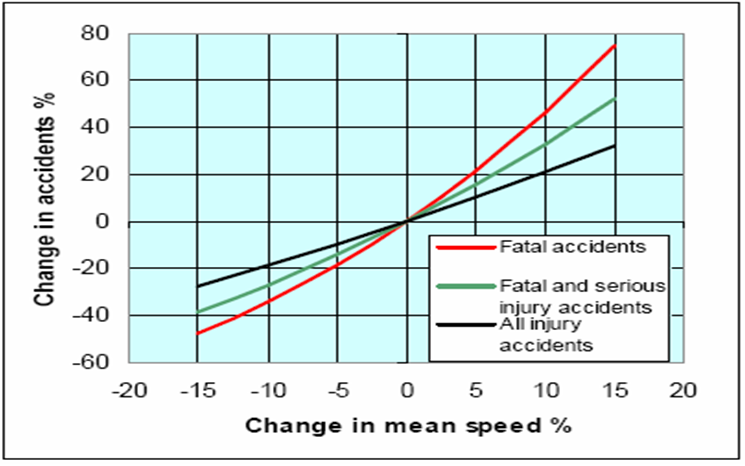 80
60
40
20
0
-20
-40
-60
Change in accidents %
Fatal accidents
Fatal and serious
injury accidents
All injury
accidents
-20 -15 -10 -5 0 5 10 15 20
Change in mean speed %